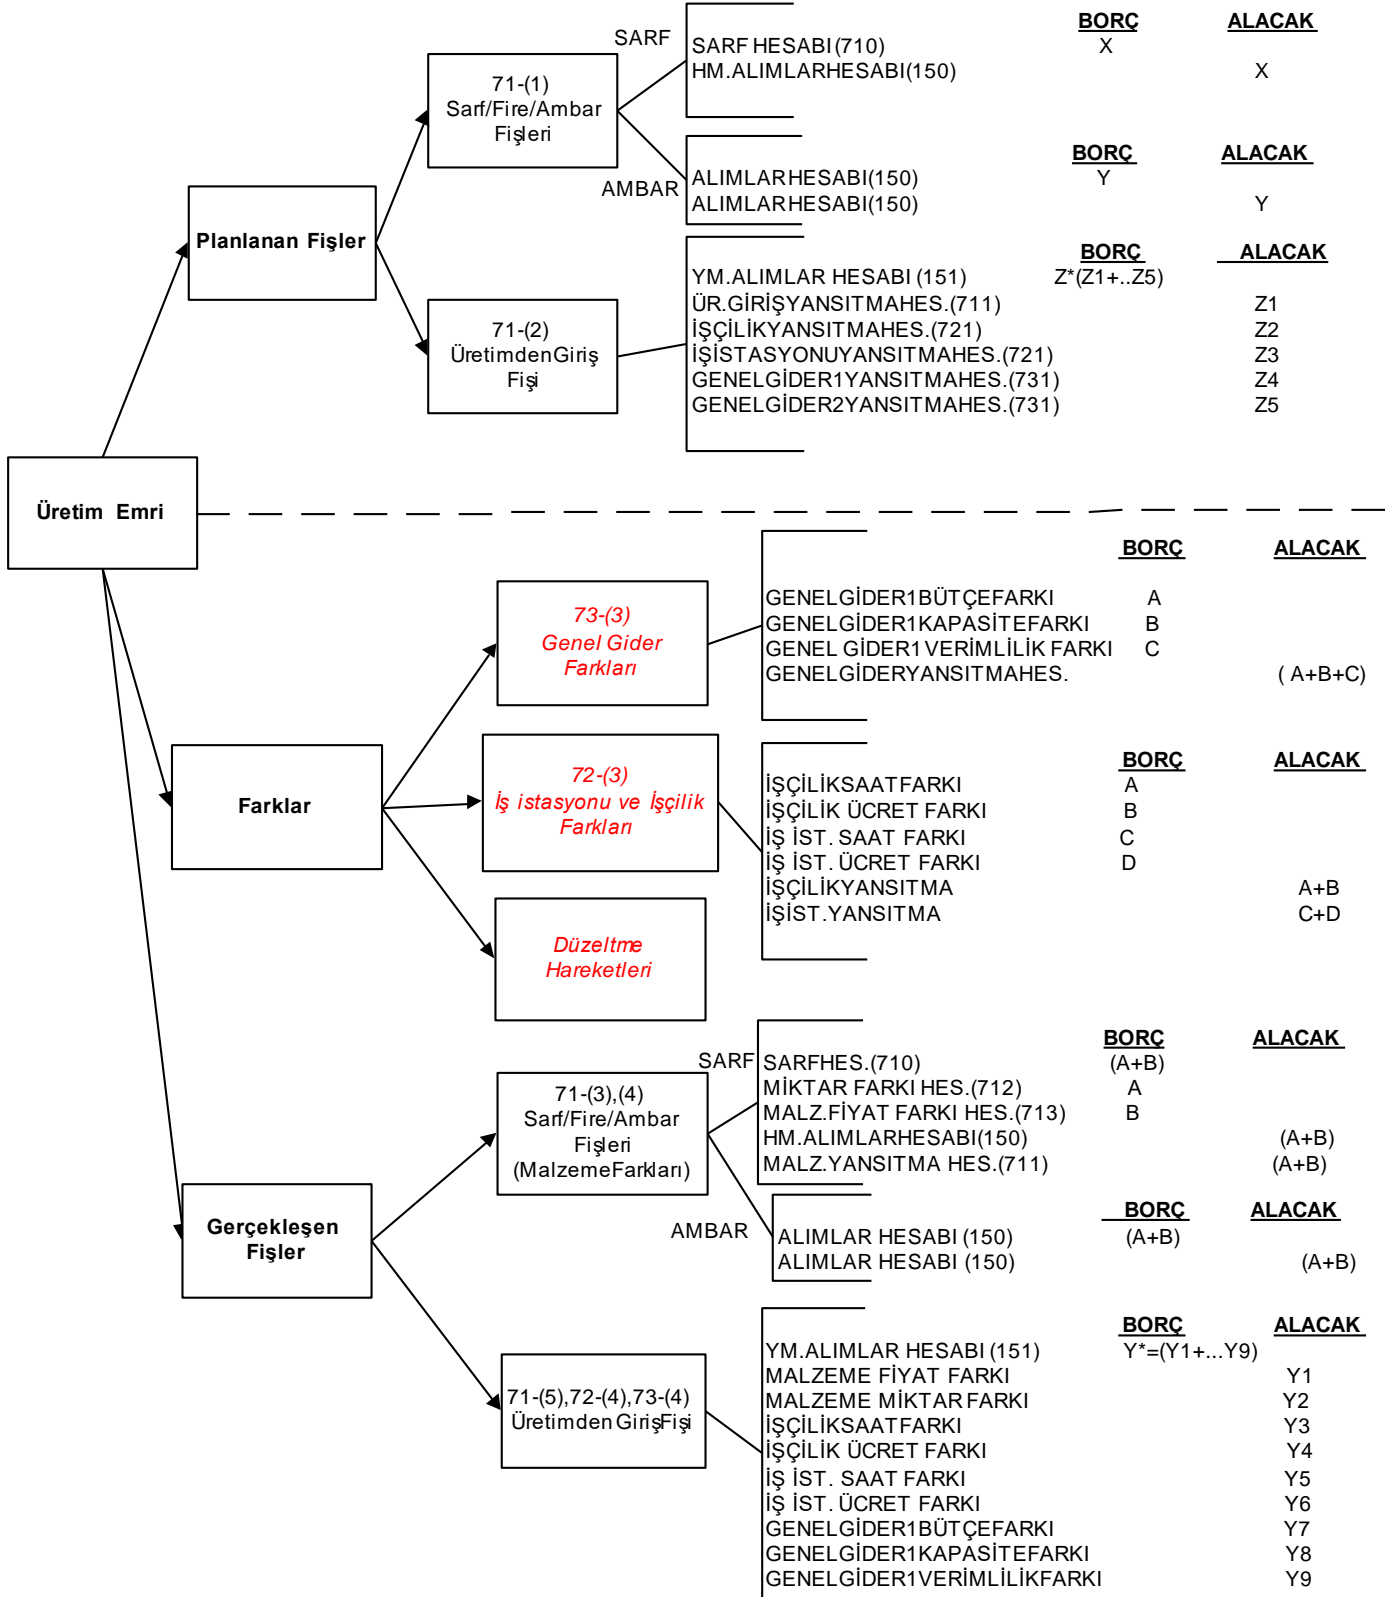 BORÇ ALACAK
SARF
SARF HESABI(710) X
HM.ALIMLARHESABI(150) X
71-(1)
Sarf/Fire/Ambar
Fişleri
BORÇ ALACAK
AMBAR
ALIMLARHESABI(150) Y
ALIMLARHESABI(150) Y
Planlanan Fişler
BORÇ ALACAK
YM.ALIMLAR HESABI (151) Z*(Z1+..Z5)
ÜR.GİRİŞYANSITMAHES.(711) Z1
İŞÇİLİKYANSITMAHES.(721) Z2
İŞİSTASYONUYANSITMAHES.(721) Z3
GENELGİDER1YANSITMAHES.(731) Z4
GENELGİDER2YANSITMAHES.(731) Z5
71-(2)
ÜretimdenGiriş
Fişi
Üretim Emri
BORÇ ALACAK
GENELGİDER1BÜTÇEFARKI A
GENELGİDER1KAPASİTEFARKI B
GENEL GİDER1VERİMLİLİK FARKI C
GENELGİDERYANSITMAHES. ( A+B+C)
73-(3)
Genel Gider
Farkları
Farklar
BORÇ ALACAK
İŞÇİLİKSAATFARKI A
İŞÇİLİK ÜCRET FARKI B
İŞ İST. SAAT FARKI C
İŞ İST. ÜCRET FARKI D
İŞÇİLİKYANSITMA A+B
İŞİST.YANSITMA C+D
72-(3)
İş istasyonu ve İşçilik
Farkları
Düzeltme
Hareketleri
BORÇ ALACAK
SARF
SARFHES.(710) (A+B)
MİKTAR FARKI HES.(712) A
MALZ.FİYAT FARKI HES.(713) B
HM.ALIMLARHESABI(150) (A+B)
MALZ.YANSITMA HES.(711) (A+B)
71-(3),(4)
Sarf/Fire/Ambar
Fişleri
(MalzemeFarkları)
Gerçekleşen
Fişler
BORÇ ALACAK
AMBAR
ALIMLAR HESABI (150) (A+B)
ALIMLAR HESABI (150) (A+B)
BORÇ ALACAK
YM.ALIMLAR HESABI (151) Y*=(Y1+...Y9)
MALZEME FİYAT FARKI Y1
MALZEME MİKTARFARKI Y2
İŞÇİLİKSAATFARKI Y3
İŞÇİLİK ÜCRET FARKI Y4
İŞ İST. SAAT FARKI Y5
İŞ İST. ÜCRET FARKI Y6
GENELGİDER1BÜTÇEFARKI Y7
GENELGİDER1KAPASİTEFARKI Y8
GENELGİDER1VERİMLİLİKFARKI Y9
71-(5),72-(4),73-(4)
Üretimden GirişFişi